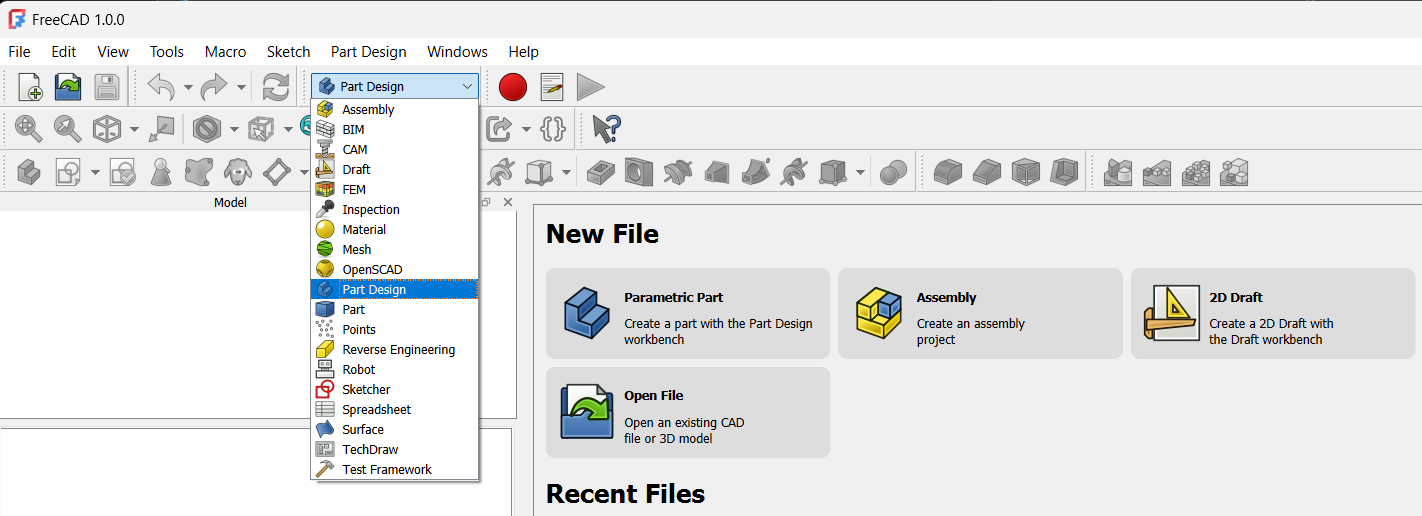 FreeCAD 1.0.0
File Edit View Tools Macro Sketch Part Design Windows Help
Part Design
Assembly
BIM
CAM
Draft
FEM
Inspection
Material
Mesh
OpenSCAD
Part Design
Part
Points
Reverse Engineering
Robot
Sketcher
Spreadsheet
Surface
TechDraw
Test Framework
Model
New File
Parametric Part
Create a part with the Part Design
workbench
Assembly
Create an assembly
project
2D Draft
Create a 2D Draft with
the Draft workbench
Open File
Open an existing CAD
file or 3D model
Recent Files